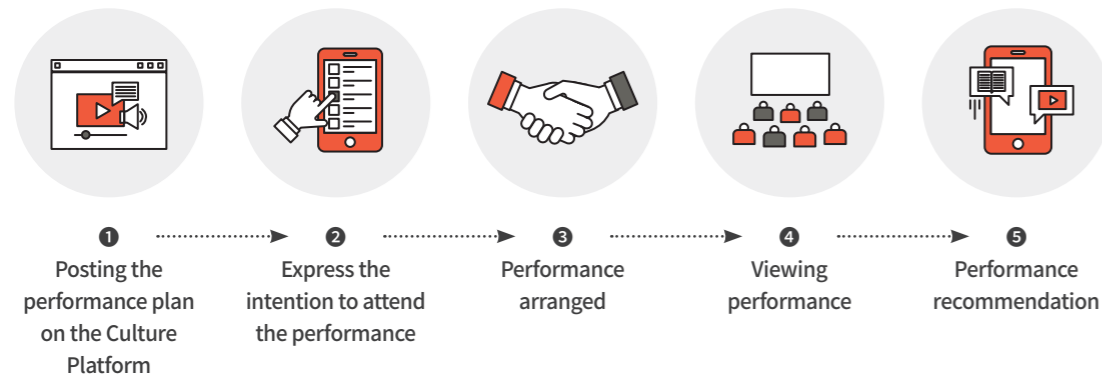 ❶
Posting the
performance plan
on the Culture
Platform
❷
Express the
intention to attend
the performance
❸
Performance
arranged
❹
Viewing
performance
❺
Performance
recommendation